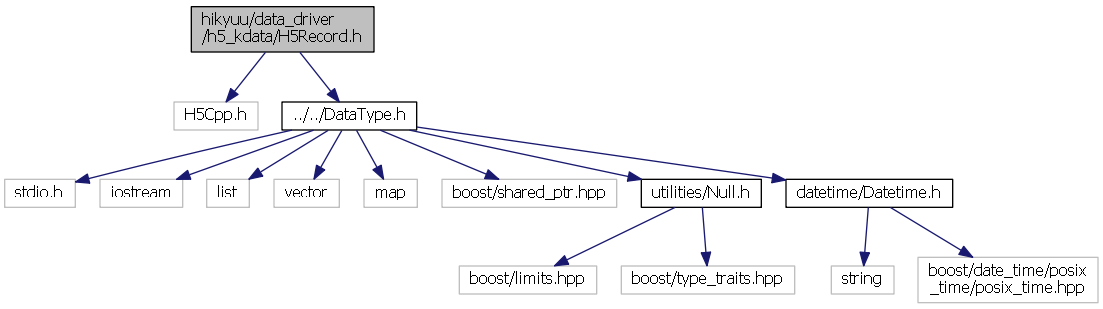 hikyuu/data_driver
/h5_kdata/H5Record.h
H5Cpp.h
../../DataType.h
stdio.h
iostream
list
vector
map
boost/shared_ptr.hpp
utilities/Null.h
datetime/Datetime.h
boost/limits.hpp
boost/type_traits.hpp
string
boost/date_time/posix
_time/posix_time.hpp